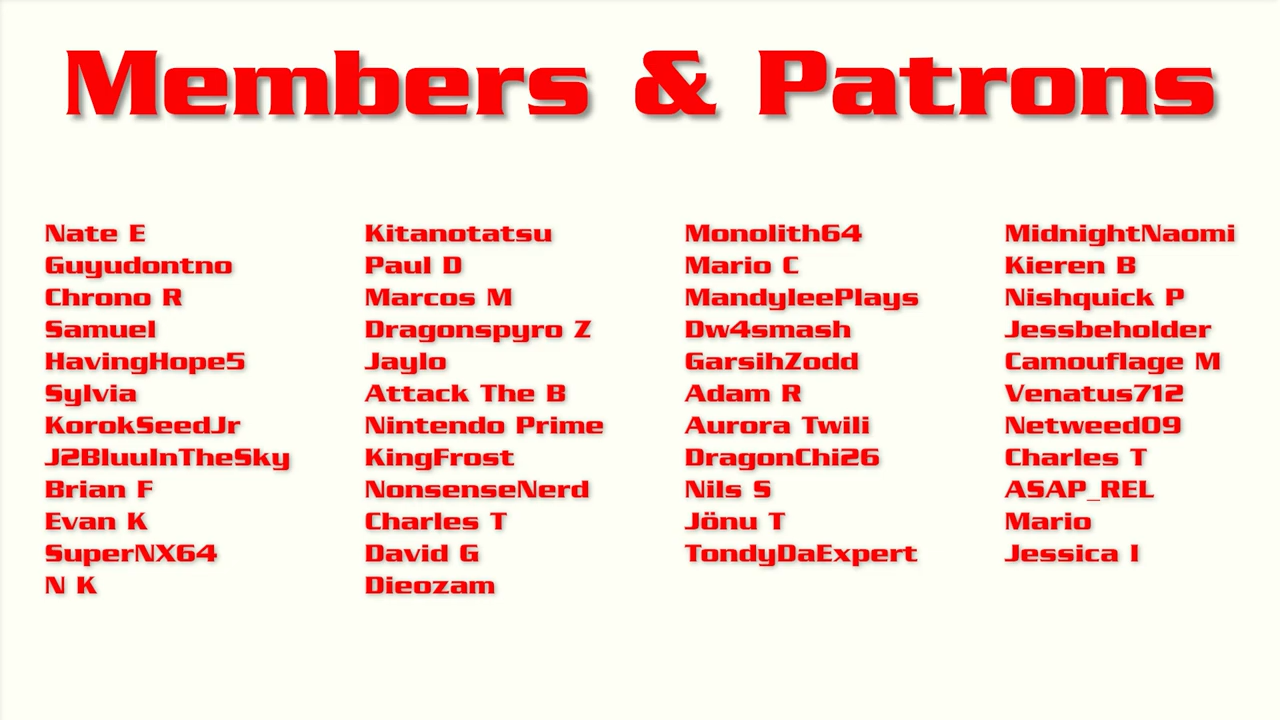 Members & Patrons
Nate E
Guyudontno
Chrono R
Samuel
HavingHope5
Sylvia
KorokSeedJr
J2BluuInTheSky
Brian F
Evan K
SuperNX64
N K
Kitanotatsu
Paul D
Marcos M
Dragonspyro Z
Jaylo
Attack The B
Nintendo Prime
KingFrost
NonsenseNerd
Charles T
David G
Dieozam
Monolith64
Mario C
MandyleePlays
Dw4smash
GarsihZodd
Adam R
Aurora Twili
DragonChi26
Nils S
Jönu T
TondyDaExpert
MidnightNaomi
Kieren B
Nishquick P
Jessbeholder
Camouflage M
Venatus712
Netweed09
Charles T
ASAP_REL
Mario
Jessica I